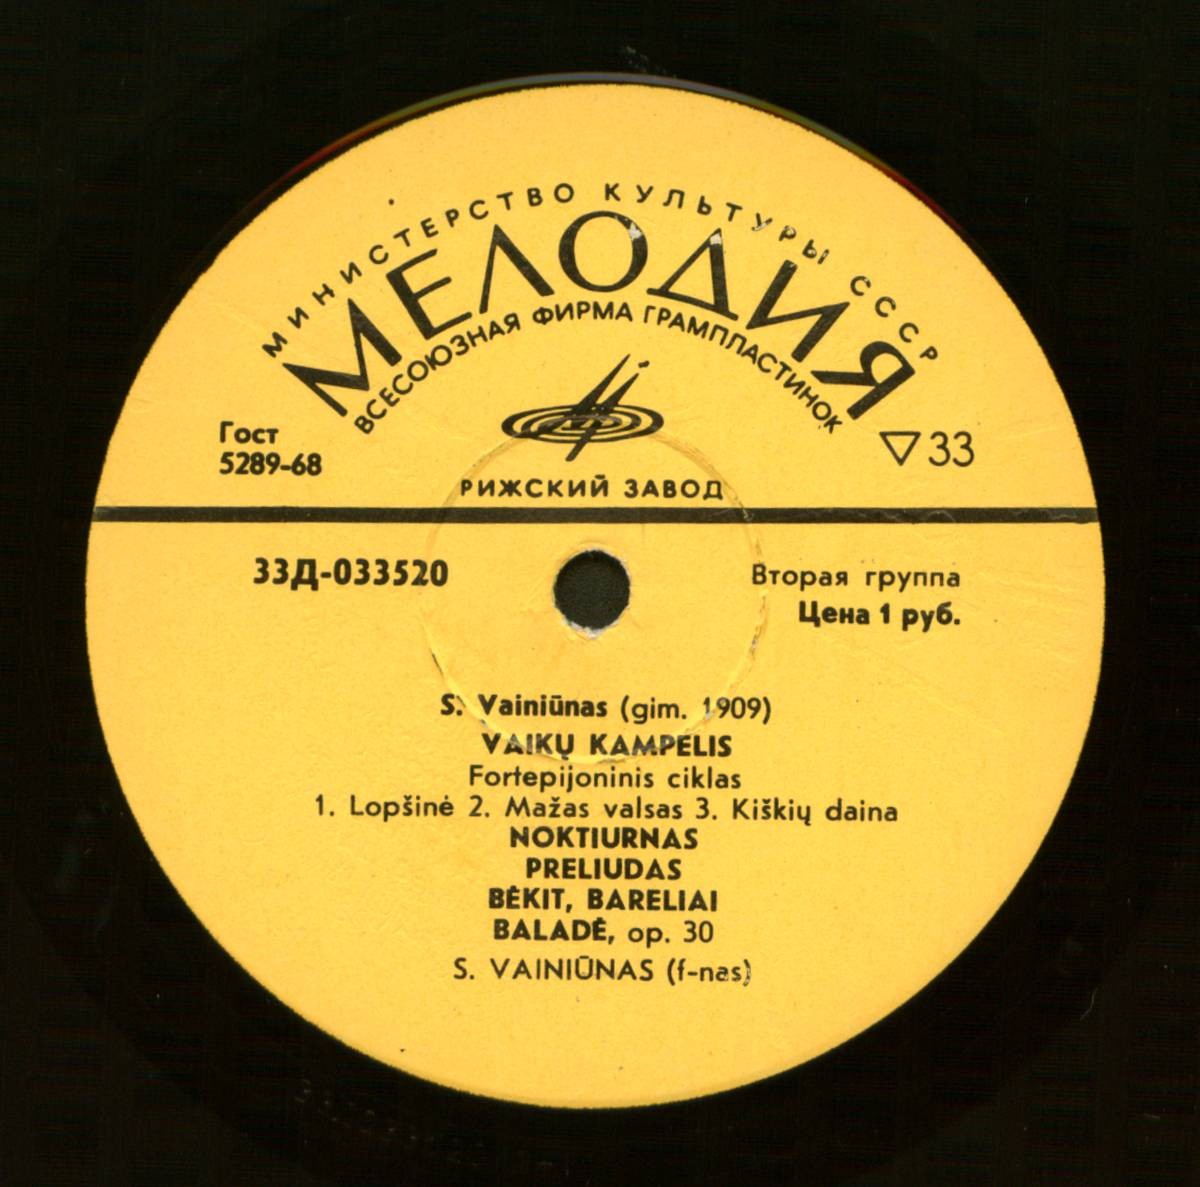 МИНИСТЕРСТВО КУЛЬТУРЫ СССР
МЕЛОДИЯ
ВСЕСОЮЗНАЯ ФИРМА ГРАМПЛАСТИНОК
Гост
5289-68
▽33
РИЖСКИЙ ЗАВОД
33Д-033520
Вторая группа
Цена 1 руб.
S. Vainiūnas (gim. 1909)
VAIKŲ KAMPELIS
Fortepijoninis ciklas
1. Lopšinė 2. Mažas valsas 3. Kiškių daina
NOKTIURNAS
PRELIUDAS
BĖKIT, BARELIAI
BALADĖ, op. 30
S. VAINIŪNAS (f-nas)